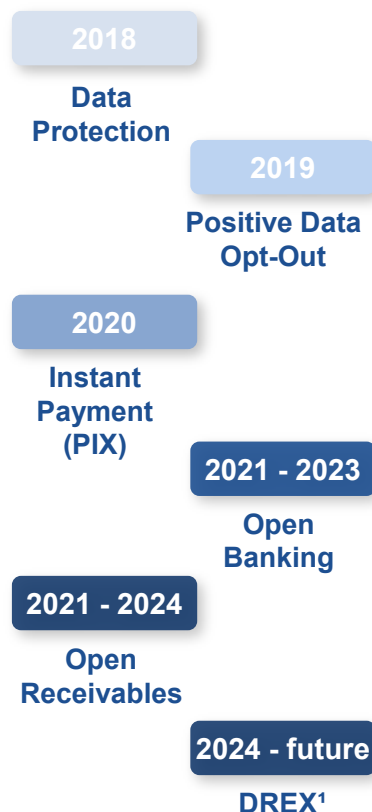 2018
Data
Protection
2019
Positive Data
Opt-Out
2020
Instant
Payment
(PIX)
2021 - 2023
Open
Banking
2021 - 2024
Open
Receivables
2024 - future
DREX¹